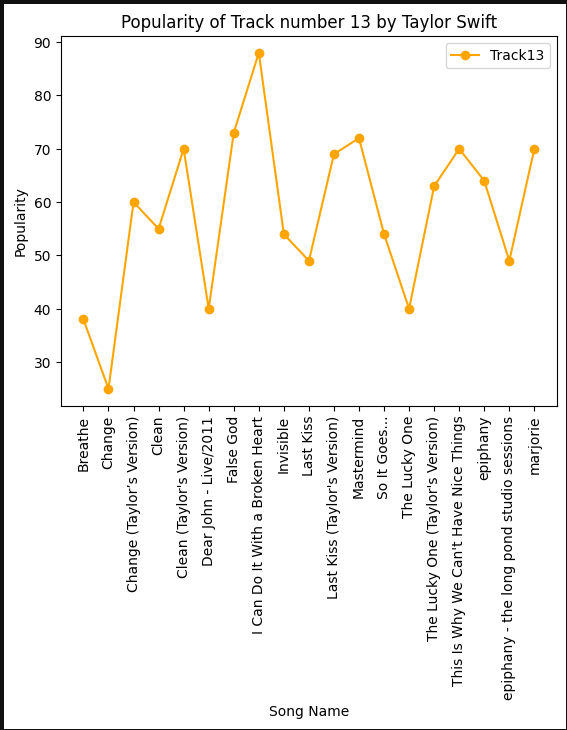 Popularity of Track number 13 by Taylor Swift
Track13
90
80
70
60
50
40
30
Popularity
Breathe
Change
Change (Taylor's Version)
Clean
Clean (Taylor's Version)
Dear John - Live/2011
False God
I Can Do It With a Broken Heart
Invisible
Last Kiss
Last Kiss (Taylor's Version)
Mastermind
So It Goes...
The Lucky One
The Lucky One (Taylor's Version)
This Is Why We Can't Have Nice Things
epiphany
epiphany - the long pond studio sessions
marjorie
Song Name